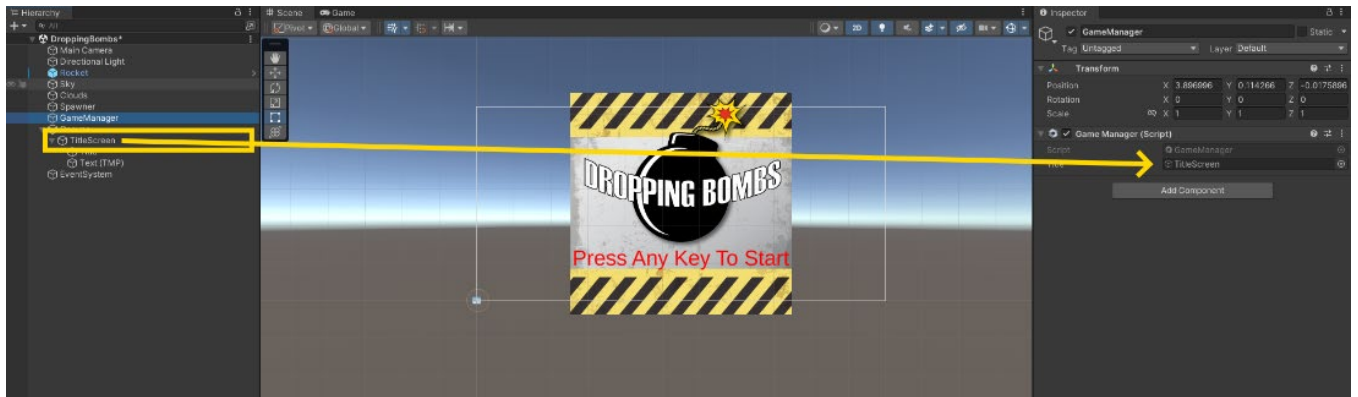 Hierarchy
All
DroppingBombs*
Main Camera
Directional Light
Rocket
Sky
Clouds
Spawner
GameManager
TitleScreen
Text (TMP)
EventSystem
Scene
Game
Pivot
Global
2D
DROPPING BOMBS
Press Any Key To Start
Inspector
GameManager
Static
Tag Untagged
Layer Default
Transform
Position X 3.896996 Y 0.114266 Z -0.0175896
Rotation X 0 Y 0 Z 0
Scale X 1 Y 1 Z 1
Game Manager (Script)
Script GameManager
TitleScreen
Add Component